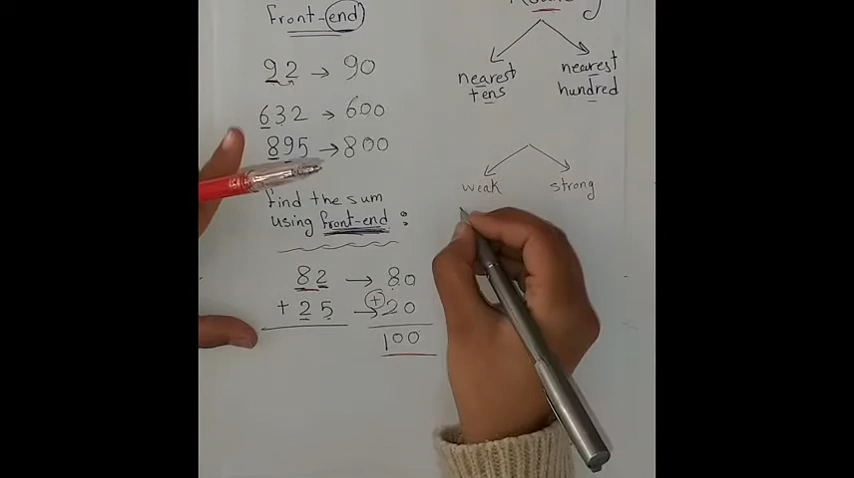 Front-end
92 → 90
632 → 600
895 → 800
Find the sum
using front-end :
82 → 80
+ 25 → + 20
100
nearest
tens
nearest
hundred
weak
strong